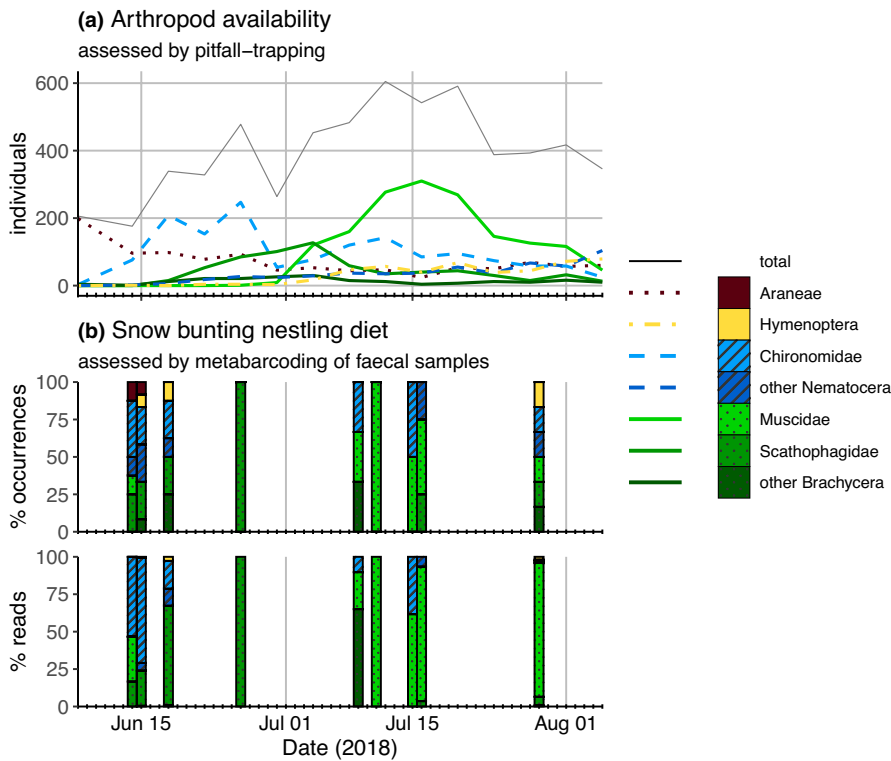 (a) Arthropod availability
assessed by pitfall−trapping
600
400
200
0
individuals
(b) Snow bunting nestling diet
assessed by metabarcoding of faecal samples
100
75
50
25
0
% occurrences
100
75
50
25
0
% reads
Jun 15
Jul 01
Jul 15
Aug 01
Date (2018)
total
Araneae
Hymenoptera
Chironomidae
other Nematocera
Muscidae
Scathophagidae
other Brachycera